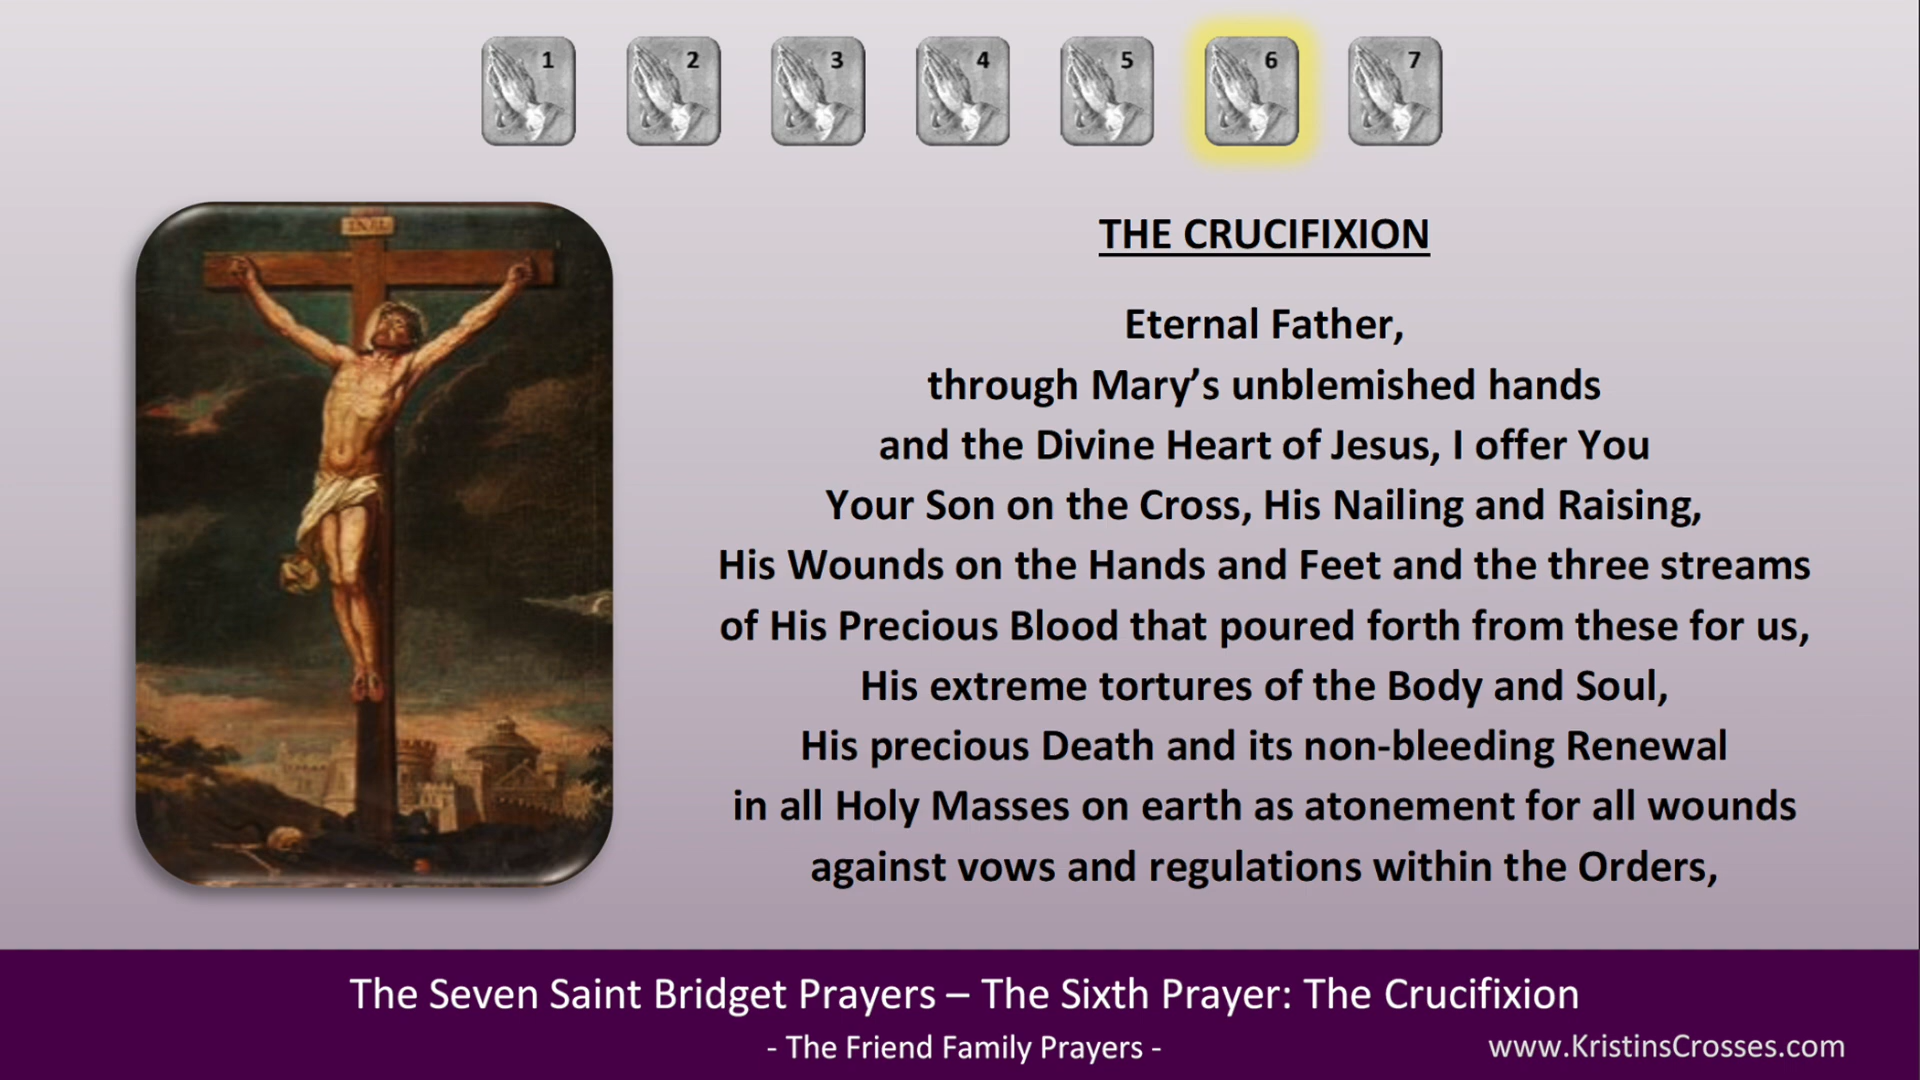 1 2 3 4 5 6 7
INRI
THE CRUCIFIXION
Eternal Father,
through Mary’s unblemished hands
and the Divine Heart of Jesus, I offer You
Your Son on the Cross, His Nailing and Raising,
His Wounds on the Hands and Feet and the three streams
of His Precious Blood that poured forth from these for us,
His extreme tortures of the Body and Soul,
His precious Death and its non-bleeding Renewal
in all Holy Masses on earth as atonement for all wounds
against vows and regulations within the Orders,
The Seven Saint Bridget Prayers – The Sixth Prayer: The Crucifixion
- The Friend Family Prayers -
www.KristinsCrosses.com